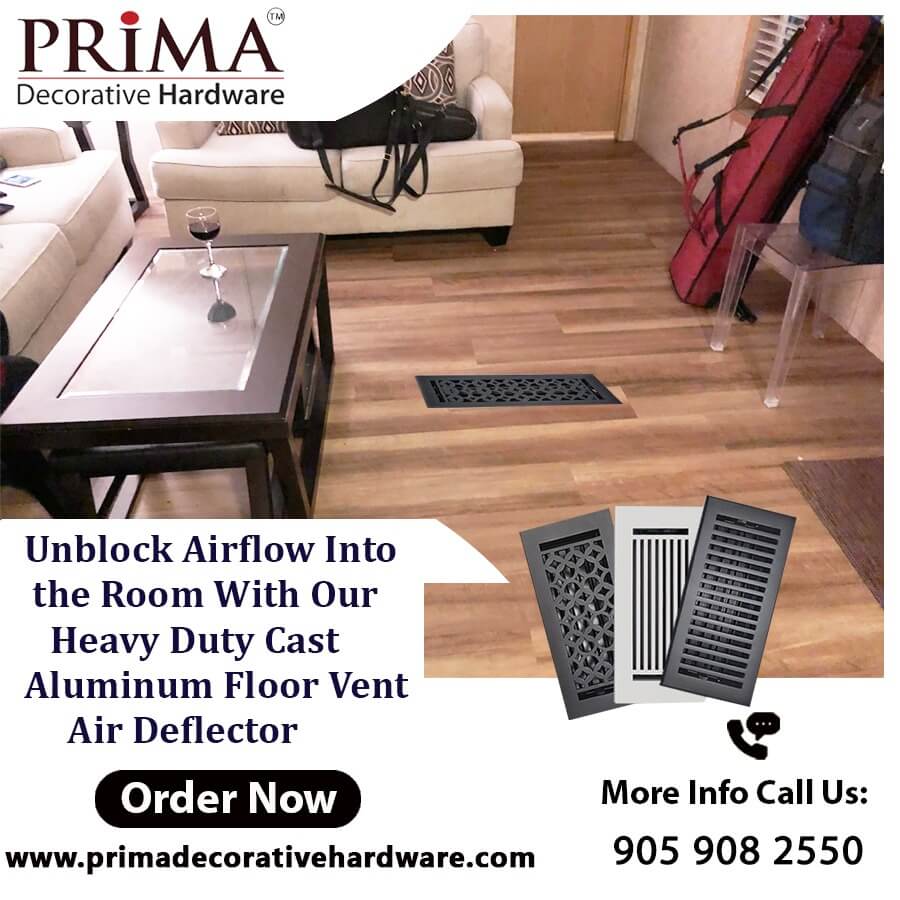 PRiMA TM
Decorative Hardware
Unblock Airflow Into
the Room With Our
Heavy Duty Cast
Aluminum Floor Vent
Air Deflector
Order Now
www.primadecorativehardware.com
More Info Call Us:
905 908 2550